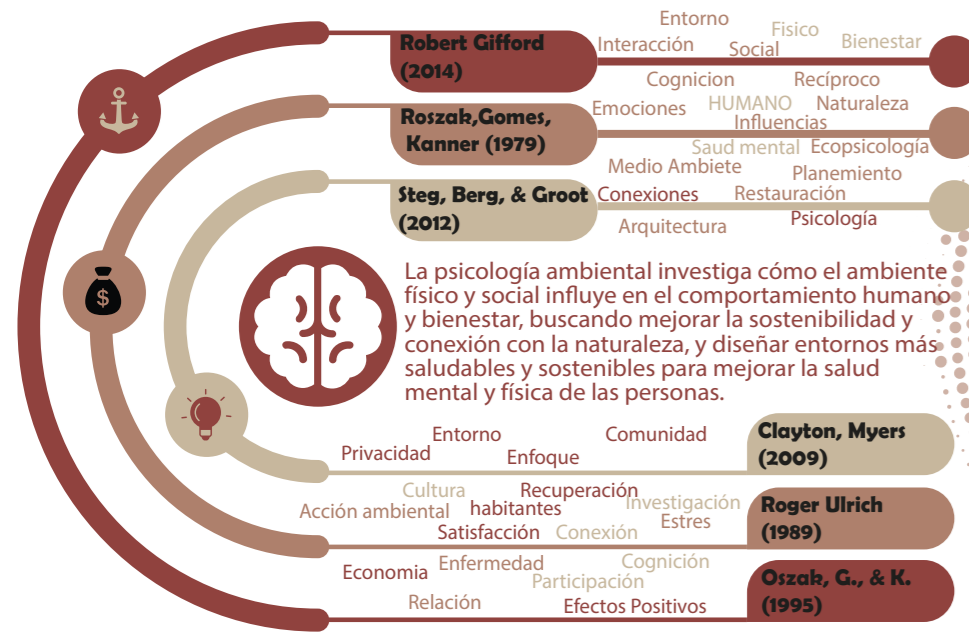 Entorno
Fisico
Robert Gifford
Interacción
Social
Bienestar
(2014)
Cognicion
Recíproco
Emociones
HUMANO
Naturaleza
Roszak,Gomes,
Influencias
Kanner (1979)
Saud mental
Ecopsicología
Medio Ambiete
Planemiento
Steg, Berg, & Groot
Conexiones
Restauración
(2012)
Arquitectura
Psicología
La psicología ambiental investiga cómo el ambiente
físico y social influye en el comportamiento humano
y bienestar, buscando mejorar la sostenibilidad y
conexión con la naturaleza, y diseñar entornos más
saludables y sostenibles para mejorar la salud
mental y física de las personas.
$
Entorno
Comunidad
Clayton, Myers
Privacidad
Enfoque
(2009)
Cultura
Recuperación
Investigación
Acción ambiental
habitantes
Estres
Roger Ulrich
Satisfacción
Conexión
(1989)
Economia
Enfermedad
Cognición
Participación
Oszak, G., & K.
Relación
Efectos Positivos
(1995)